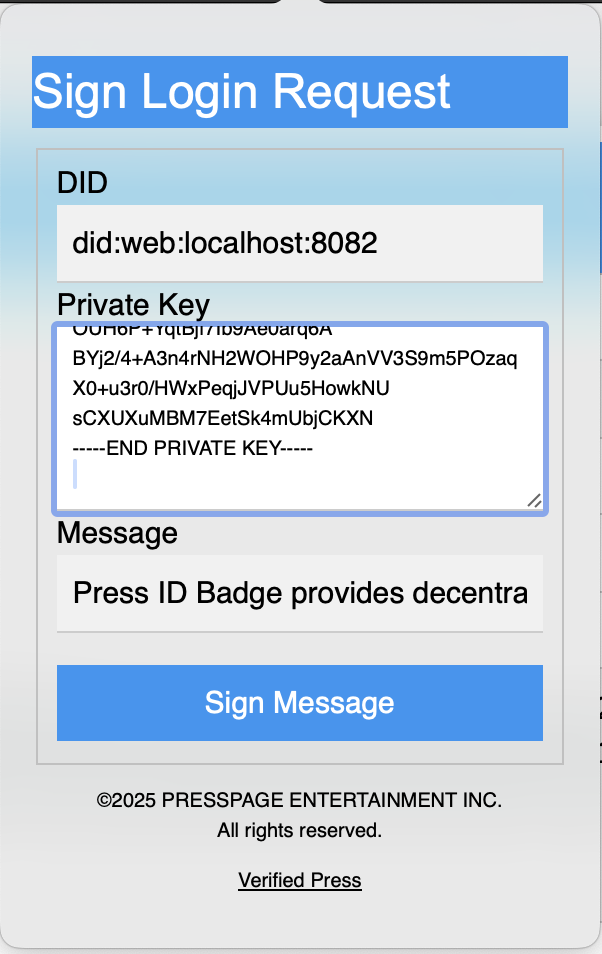 Sign Login Request
DID
did:web:localhost:8082
Private Key
BYj2/4+A3n4rNH2WOHP9y2aAnVV3S9m5POzaq
X0+u3r0/HWxPeqjJVPUu5HowkNU
sCXUXuMBM7EetSk4mUbjCKXN
-----END PRIVATE KEY-----
Message
Press ID Badge provides decentra
Sign Message
©2025 PRESSPAGE ENTERTAINMENT INC.
All rights reserved.
Verified Press